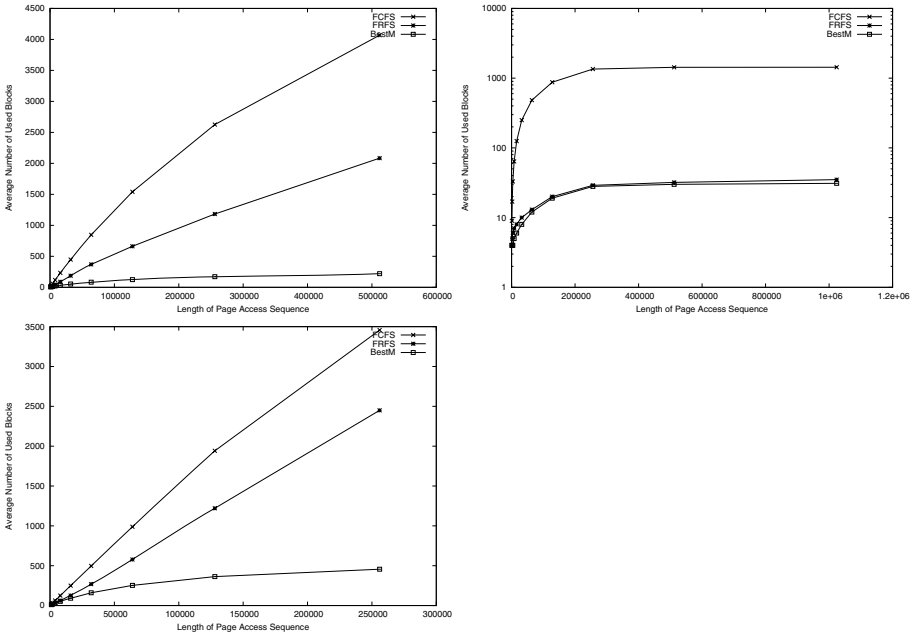 4500
4000
3500
3000
2500
2000
1500
1000
500
0
Average Number of Used Blocks
0 100000 200000 300000 400000 500000 600000
Length of Page Access Sequence
FCFS
FRFS
BestM
10000
1000
100
10
1
Average Number of Used Blocks
0 200000 400000 600000 800000 1e+06 1.2e+06
Length of Page Access Sequence
FCFS
FRFS
BestM
3500
3000
2500
2000
1500
1000
500
0
Average Number of Used Blocks
0 50000 100000 150000 200000 250000 300000
Length of Page Access Sequence
FCFS
FRFS
BestM